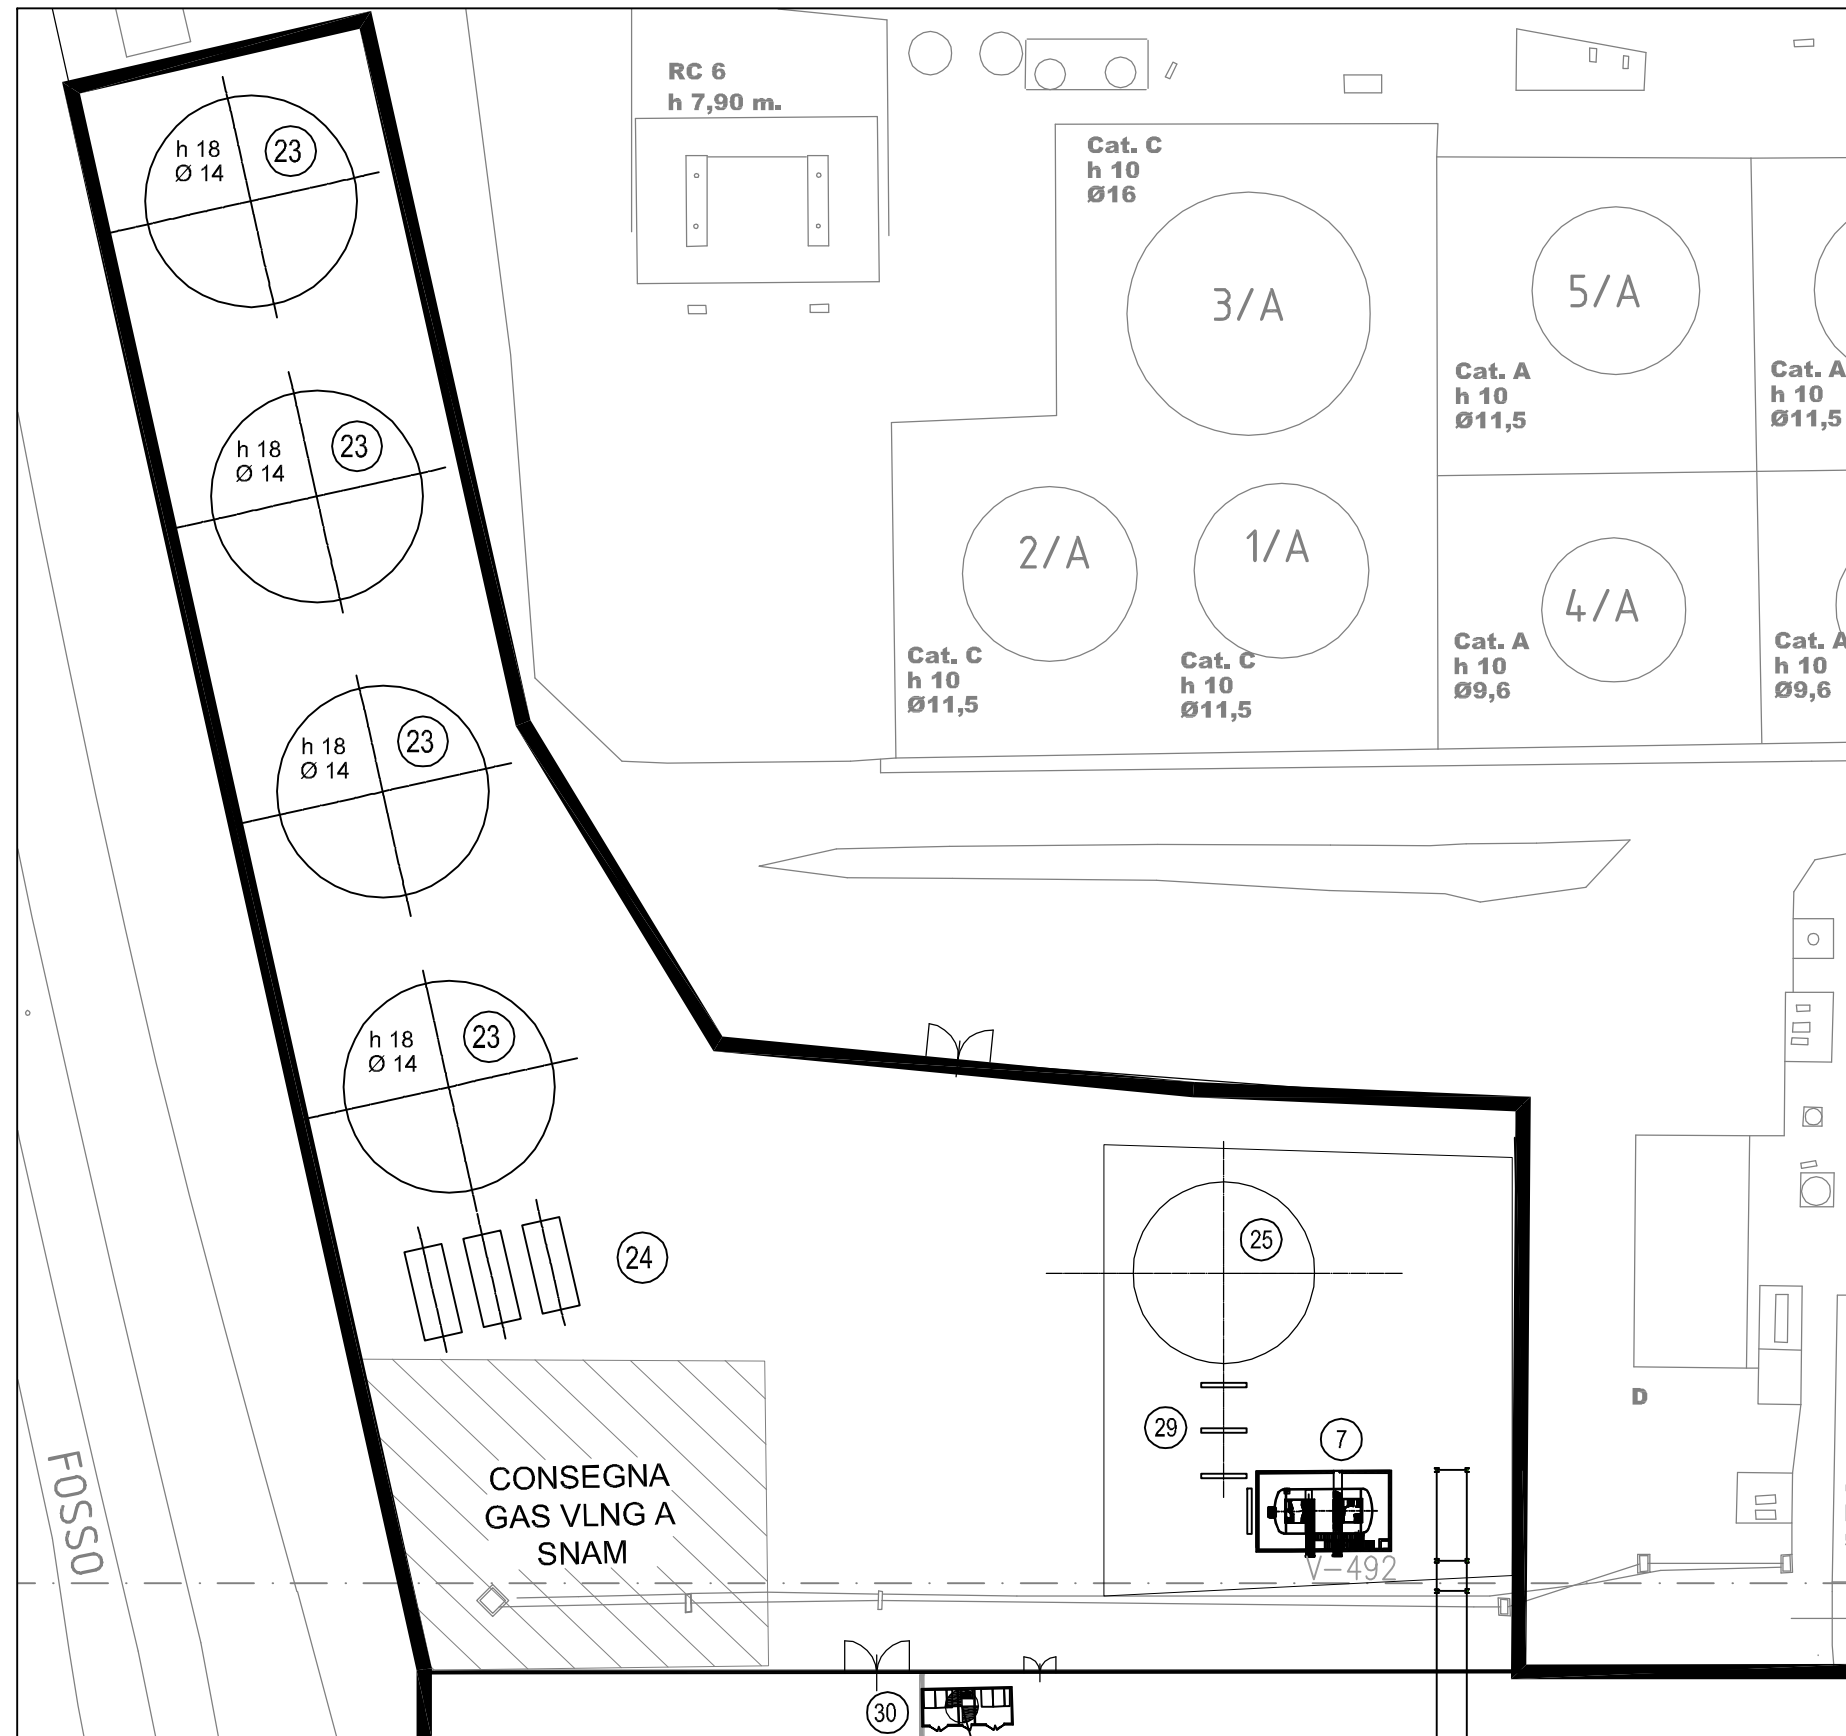 RC 6
h 7,90 m.
h 18
Ø 14
23
Cat. C
h 10
Ø16
3/A
5/A
Cat. A
h 10
Ø11,5
Cat. A
h 10
Ø11,5
h 18
Ø 14
23
2/A
1/A
4/A
Cat. C
h 10
Ø11,5
Cat. C
h 10
Ø11,5
Cat. A
h 10
Ø9,6
Cat. A
h 10
Ø9,6
h 18
Ø 14
23
h 18
Ø 14
23
24
25
29
7
D
CONSEGNA
GAS VLNG A
SNAM
FOSSO
V-492
30